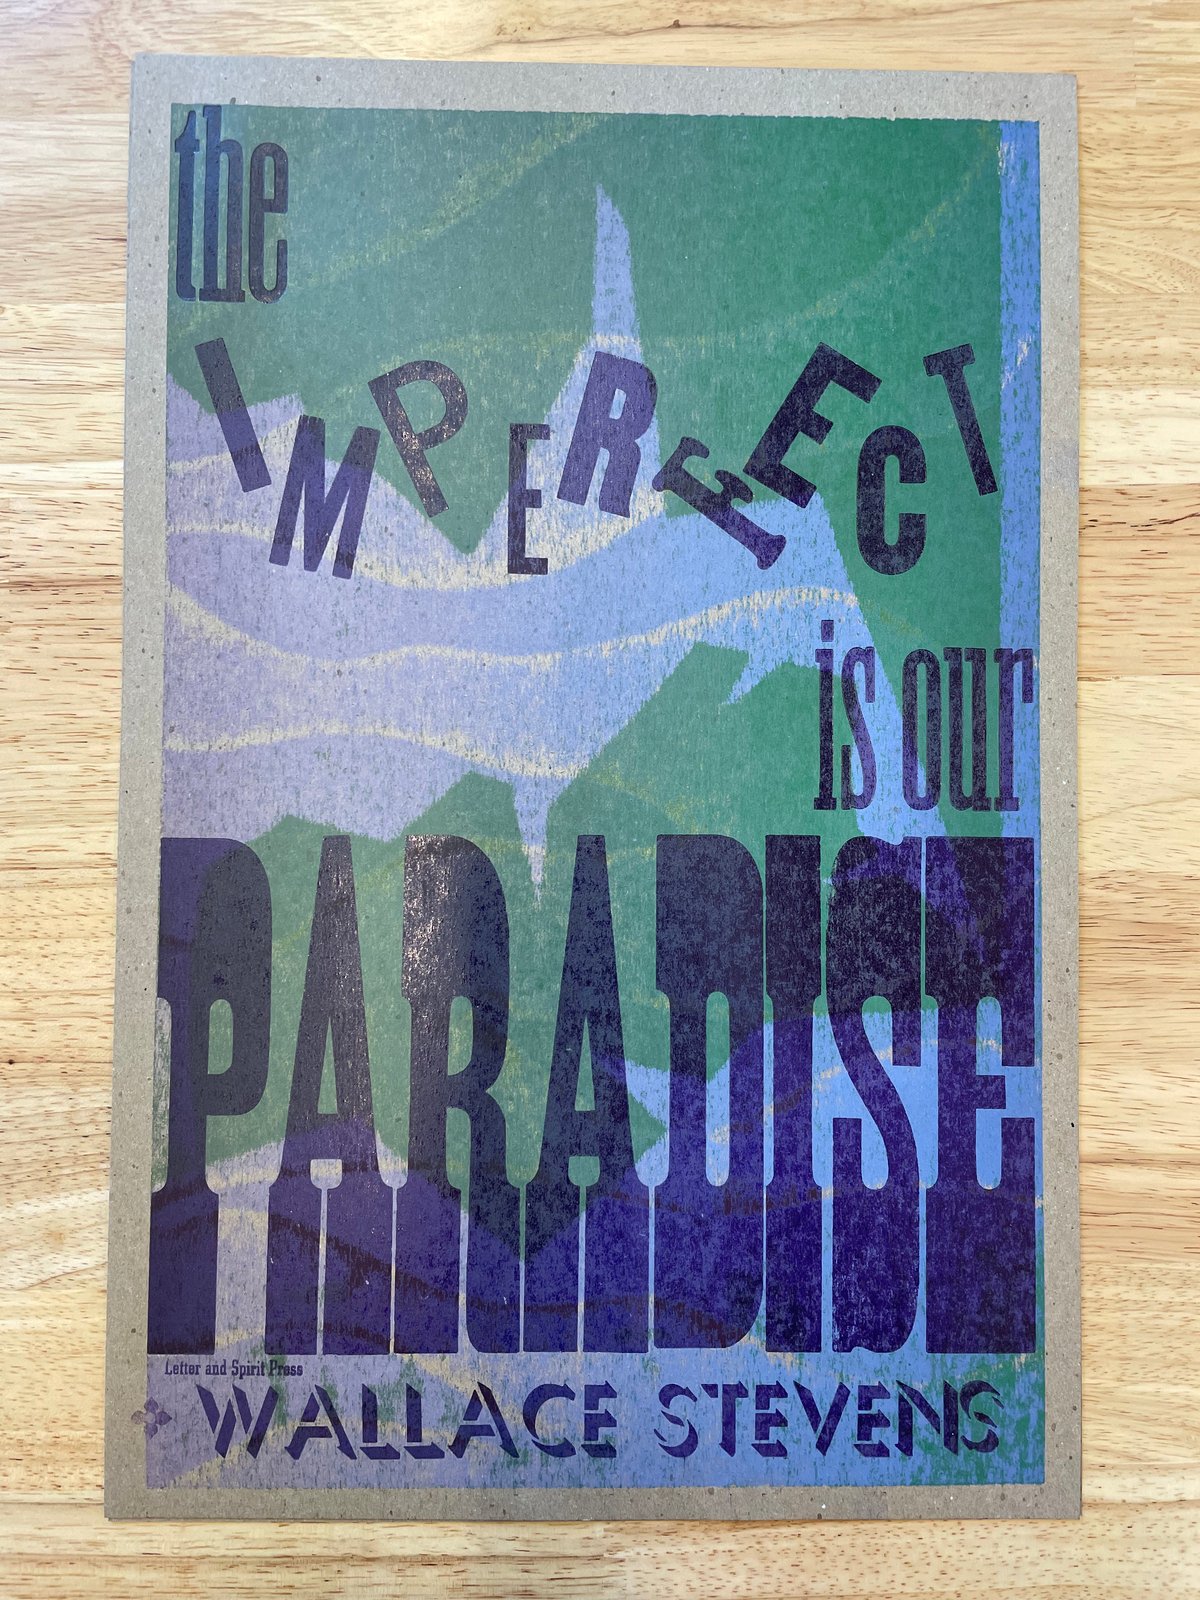 the
IMPERFECT
is our
PARADISE
Letter and Spirit Press
WALLACE STEVENS